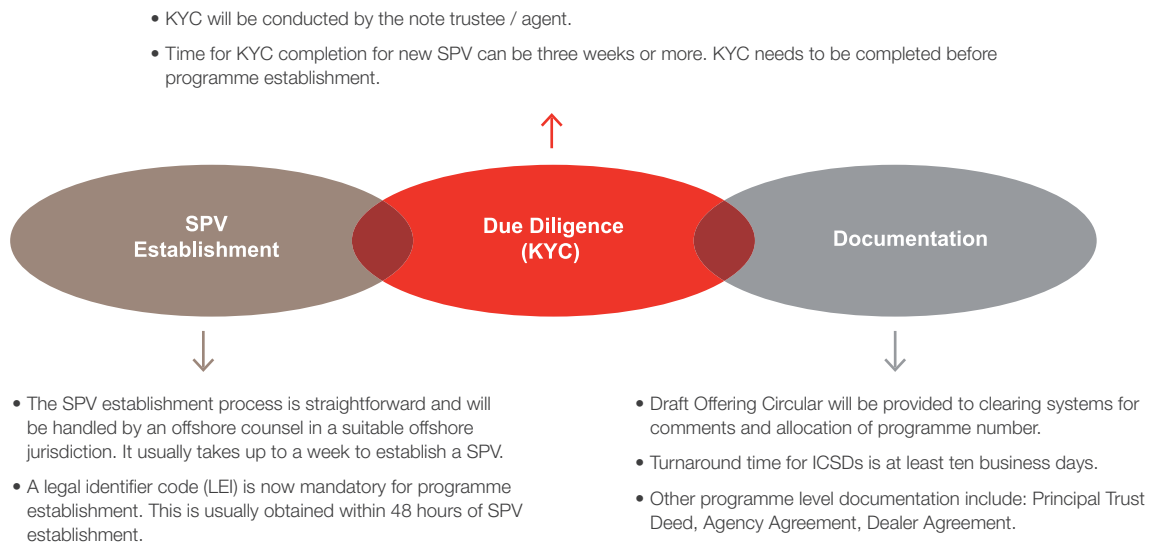 • KYC will be conducted by the note trustee / agent.
• Time for KYC completion for new SPV can be three weeks or more. KYC needs to be completed before
programme establishment.
SPV
Establishment
Due Diligence
(KYC)
Documentation
• The SPV establishment process is straightforward and will
be handled by an offshore counsel in a suitable offshore
jurisdiction. It usually takes up to a week to establish a SPV.
• A legal identifier code (LEI) is now mandatory for programme
establishment. This is usually obtained within 48 hours of SPV
establishment.
• Draft Offering Circular will be provided to clearing systems for
comments and allocation of programme number.
• Turnaround time for ICSDs is at least ten business days.
• Other programme level documentation include: Principal Trust
Deed, Agency Agreement, Dealer Agreement.